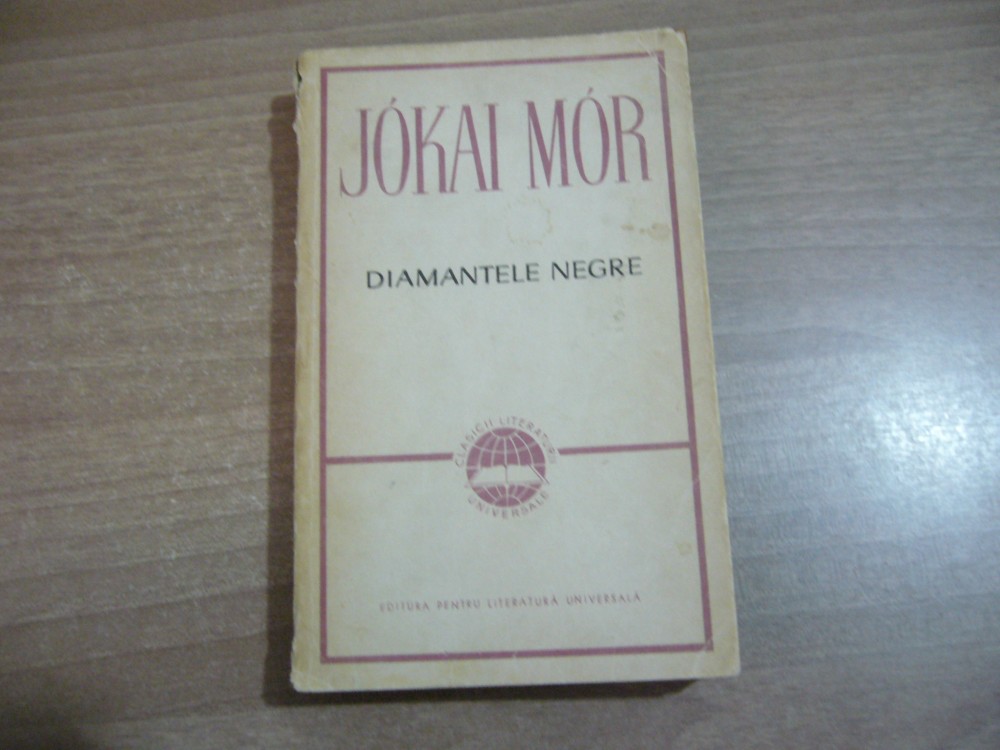 JÓKAI MÓR
DIAMANTELE NEGRE
CLASICII LITERATURII
UNIVERSALE
EDITURA PENTRU LITERATURĂ UNIVERSALĂ